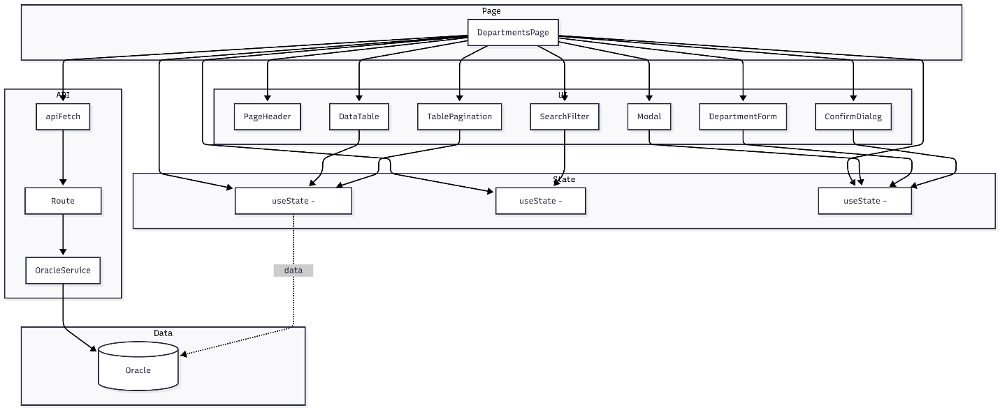 Page
DepartmentsPage
API
UI
apiFetch
PageHeader
DataTable
TablePagination
SearchFilter
Modal
DepartmentForm
ConfirmDialog
State
Route
useState -
useState -
useState -
OracleService
data
Data
Oracle